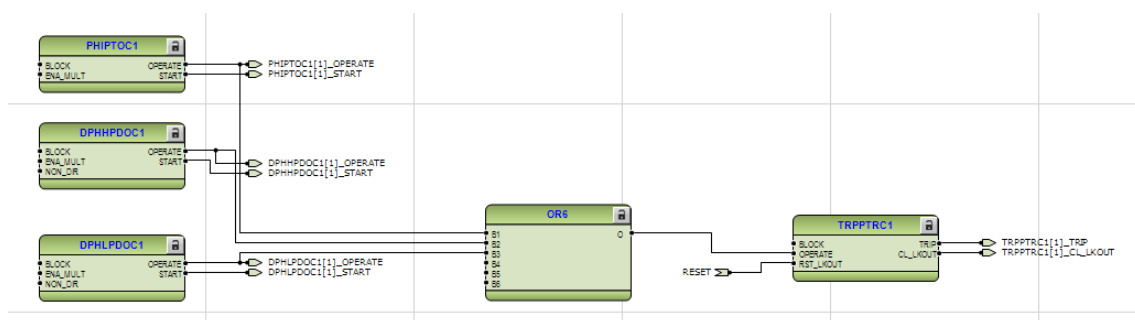 PHIPTOC1
BLOCK OPERATE
ENA_MULT START
PHIPTOC1[1]_OPERATE
PHIPTOC1[1]_START
DPHHPDOC1
BLOCK OPERATE
ENA_MULT START
NON_DIR
DPHHPDOC1[1]_OPERATE
DPHHPDOC1[1]_START
DPHLPDOC1
BLOCK OPERATE
ENA_MULT START
NON_DIR
DPHLPDOC1[1]_OPERATE
DPHLPDOC1[1]_START
OR6
B1 O
B2
B3
B4
B5
B6
RESET
TRPPTRC1
BLOCK TRIP
OPERATE CL_LKOUT
RST_LKOUT
TRPPTRC1[1]_TRIP
TRPPTRC1[1]_CL_LKOUT